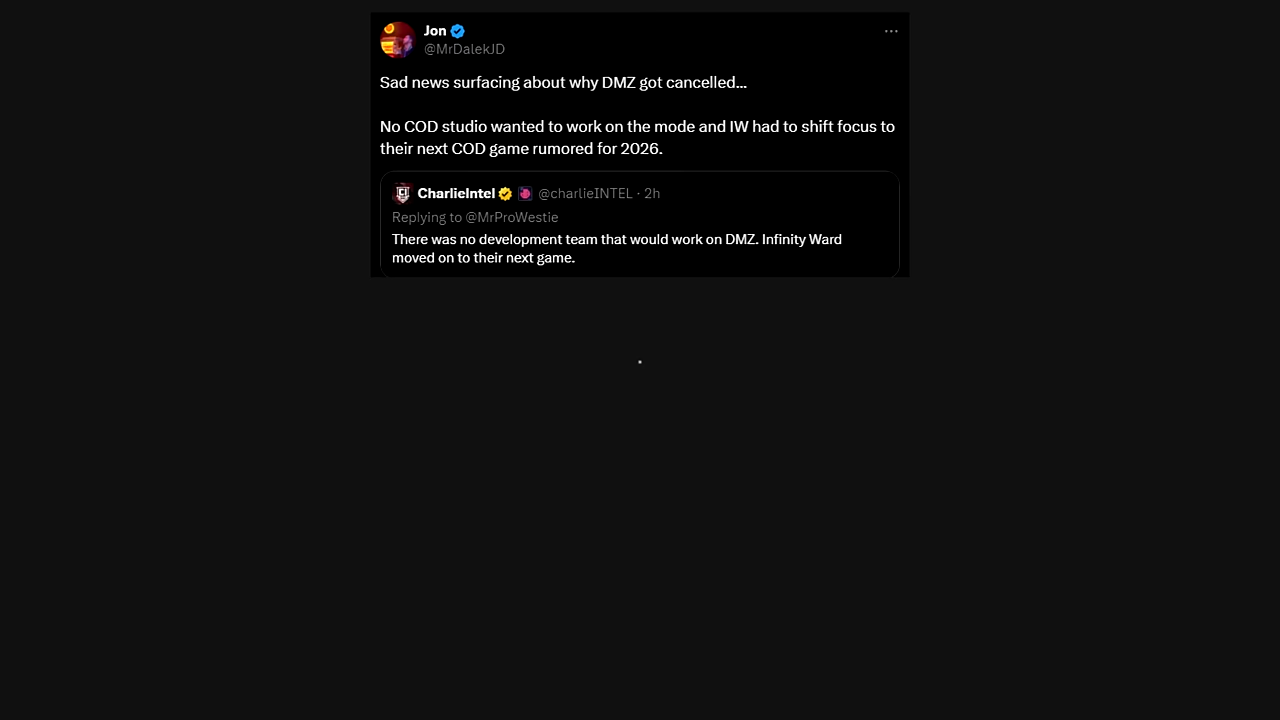 Jon
@MrDalekJD
Sad news surfacing about why DMZ got cancelled...
No COD studio wanted to work on the mode and IW had to shift focus to
their next COD game rumored for 2026.
CharlieIntel @charlieINTEL · 2h
Replying to @MrProWestie
There was no development team that would work on DMZ. Infinity Ward
moved on to their next game.